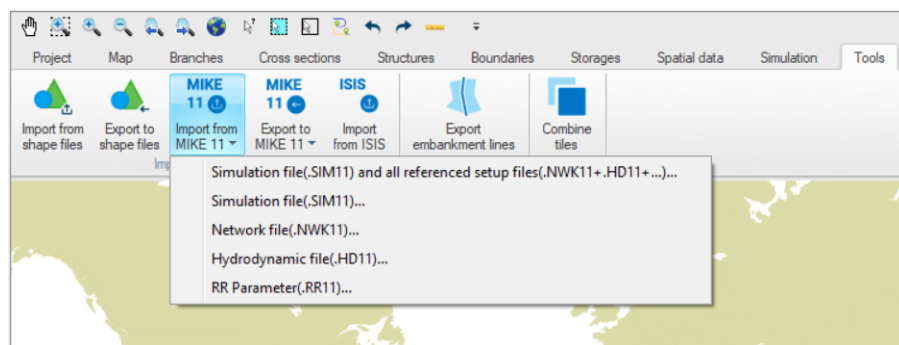 Project Map Branches Cross sections Structures Boundaries Storages Spatial data Simulation Tools
MIKE MIKE ISIS
11 11
Import from Export to Import from Export to Import Export Combine
shape files shape files MIKE 11 MIKE 11 from ISIS embankment lines tiles
Simulation file(.SIM11) and all referenced setup files(.NWK11+.HD11+...)...
Simulation file(.SIM11)...
Network file(.NWK11)...
Hydrodynamic file(.HD11)...
RR Parameter(.RR11)...